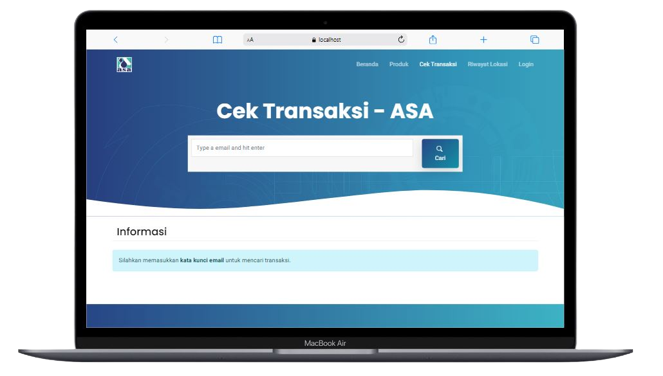 AA
localhost
ASA
Beranda Produk Cek Transaksi Riwayat Lokasi Login
Cek Transaksi - ASA
Type a email and hit enter
Cari
Informasi
Silahkan memasukkan kata kunci email untuk mencari transaksi.
MacBook Air